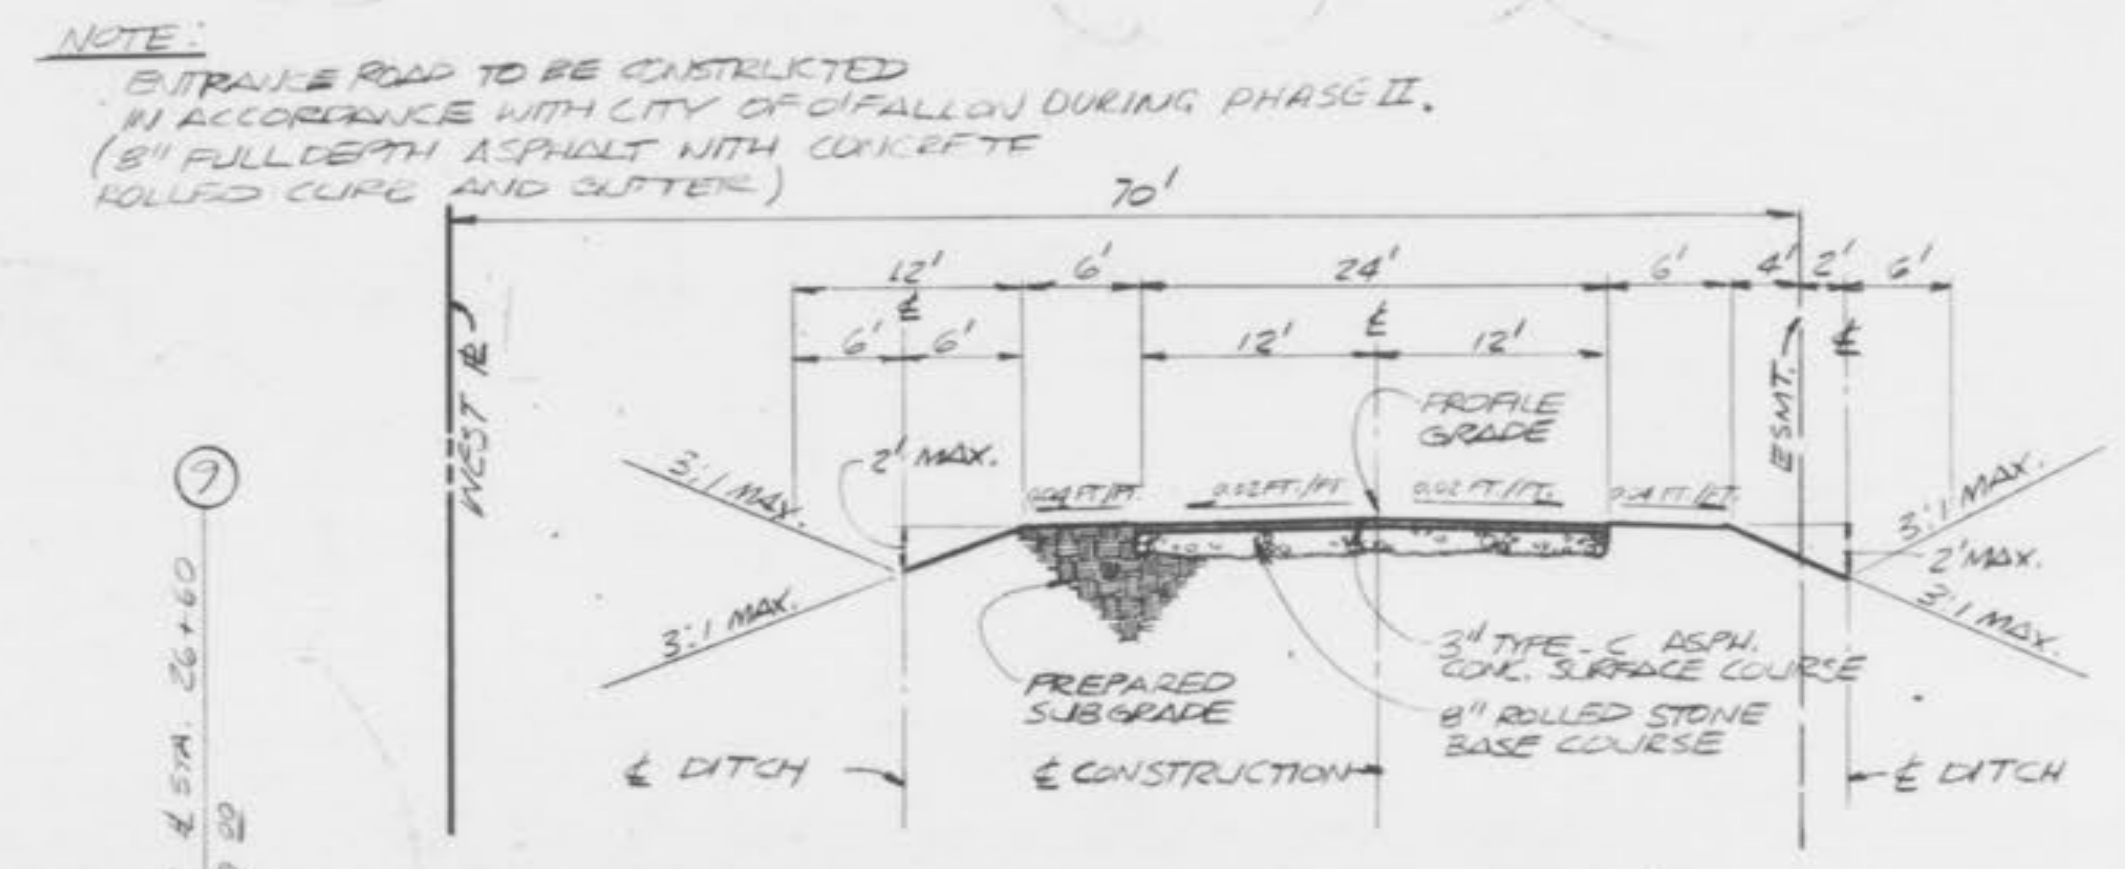 NOTE:
ENTRANCE ROAD TO BE CONSTRUCTED
IN ACCORDANCE WITH CITY OF O'FALLON DURING PHASE II.
(8" FULL DEPTH ASPHALT WITH CONCRETE
ROLLED CURB AND GUTTER)
70'
12' 6' 24' 6' 4' 2' 6'
℄ ℄ ℄
6' 6' 12' 12'
WEST ℞
ESMT.
PROFILE
GRADE
2' MAX.
3:1 MAX.
0.04 FT./FT. 0.02 FT./FT. 0.02 FT./FT. 0.04 FT./FT.
3:1 MAX.
2' MAX.
3:1 MAX.
3:1 MAX.
9
℄ STA. 26+60
00
PREPARED
SUBGRADE
3" TYPE-C ASPH.
CONC. SURFACE COURSE
8" ROLLED STONE
BASE COURSE
℄ DITCH
℄ CONSTRUCTION
℄ DITCH